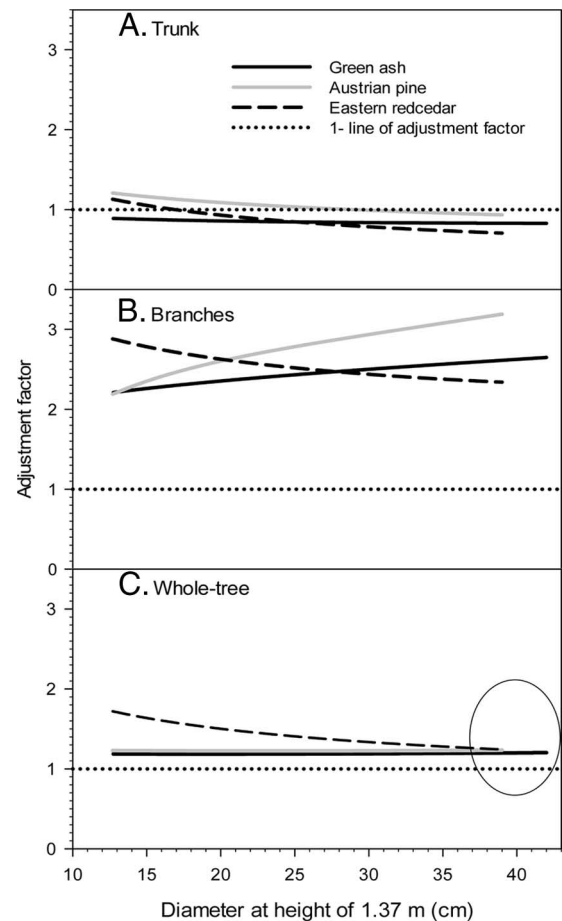 A. Trunk
3
2
1
0
Green ash
Austrian pine
Eastern redcedar
1- line of adjustment factor
B. Branches
3
2
1
0
Adjustment factor
C. Whole-tree
3
2
1
0
10 15 20 25 30 35 40
Diameter at height of 1.37 m (cm)